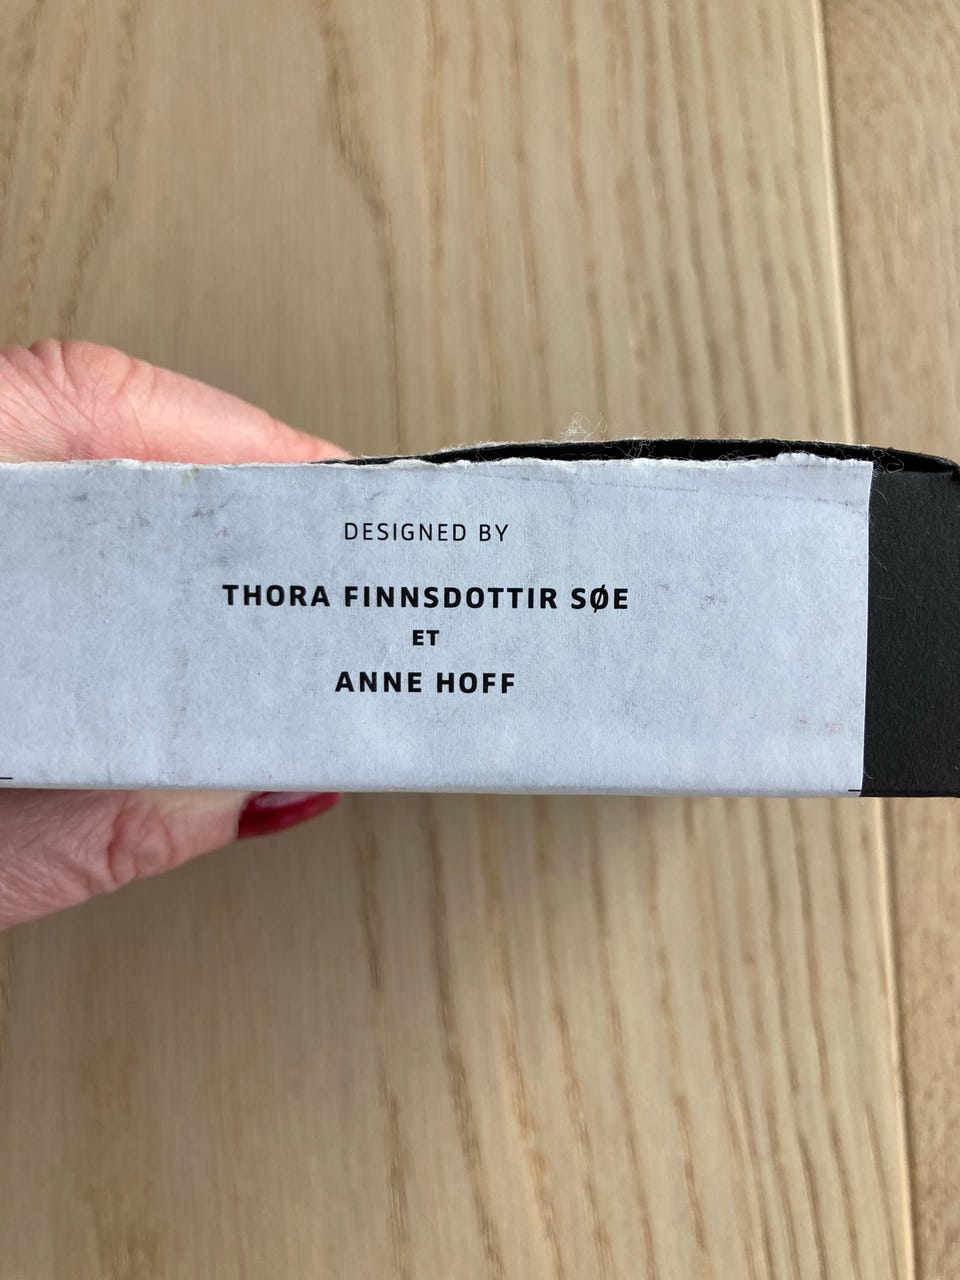 DESIGNED BY
THORA FINNSDOTTIR SØE
ET
ANNE HOFF